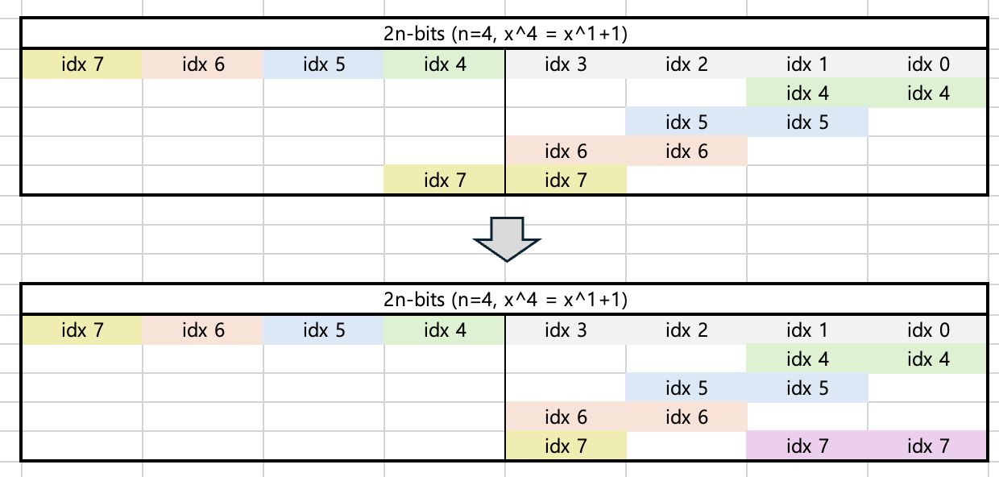 2n-bits (n=4, x^4 = x^1+1)
idx 7 idx 6 idx 5 idx 4 idx 3 idx 2 idx 1 idx 0
idx 4 idx 4
idx 5 idx 5
idx 6 idx 6
idx 7 idx 7
2n-bits (n=4, x^4 = x^1+1)
idx 7 idx 6 idx 5 idx 4 idx 3 idx 2 idx 1 idx 0
idx 4 idx 4
idx 5 idx 5
idx 6 idx 6
idx 7 idx 7 idx 7